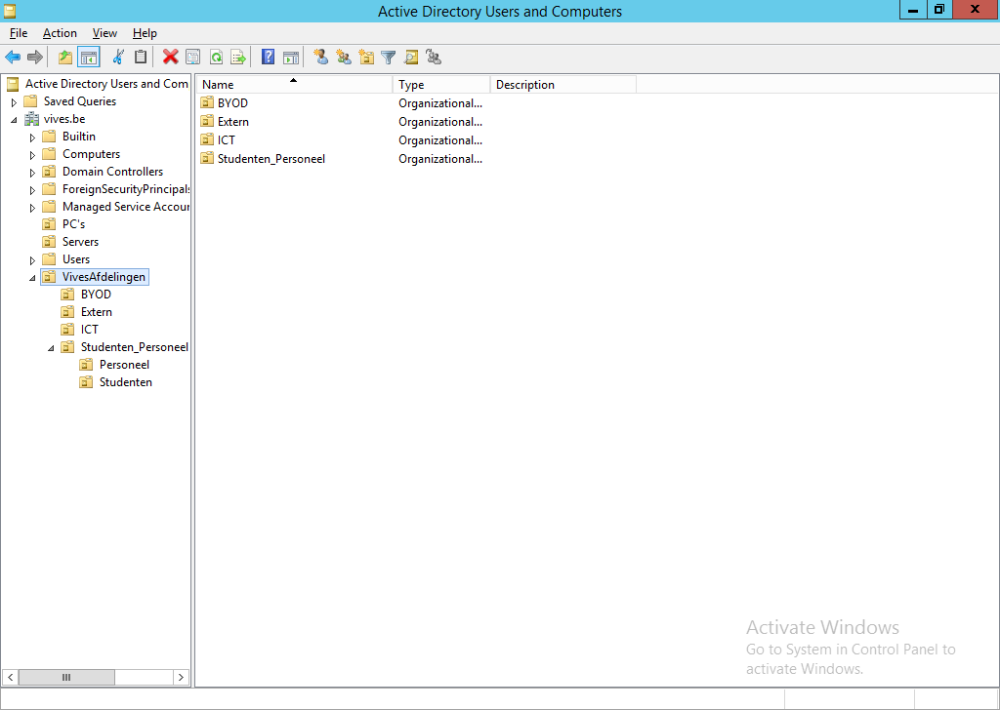 Active Directory Users and Computers
File Action View Help
Active Directory Users and Com
Saved Queries
vives.be
Builtin
Computers
Domain Controllers
ForeignSecurityPrincipals
Managed Service Accour
PC's
Servers
Users
VivesAfdelingen
BYOD
Extern
ICT
Studenten_Personeel
Personeel
Studenten
Name Type Description
BYOD Organizational...
Extern Organizational...
ICT Organizational...
Studenten_Personeel Organizational...
Activate Windows
Go to System in Control Panel to
activate Windows.